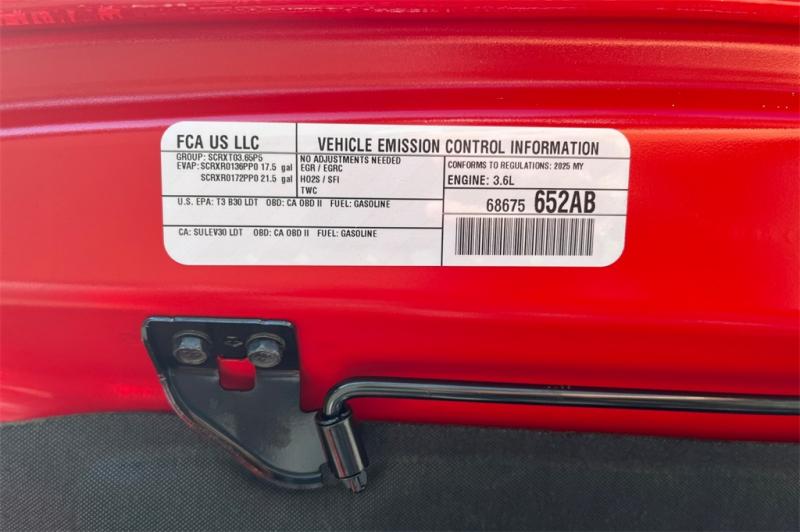 FCA US LLC
VEHICLE EMISSION CONTROL INFORMATION
GROUP: SCRXT03.65P5
EVAP: SCRXR0136PP0 17.5 gal
SCRXR0172PP0 21.5 gal
NO ADJUSTMENTS NEEDED
EGR / EGRC
HO2S / SFI
TWC
CONFORMS TO REGULATIONS: 2025 MY
ENGINE: 3.6L
U.S. EPA: T3 B30 LDT OBD: CA OBD II FUEL: GASOLINE
68675 652AB
CA: SULEV30 LDT OBD: CA OBD II FUEL: GASOLINE